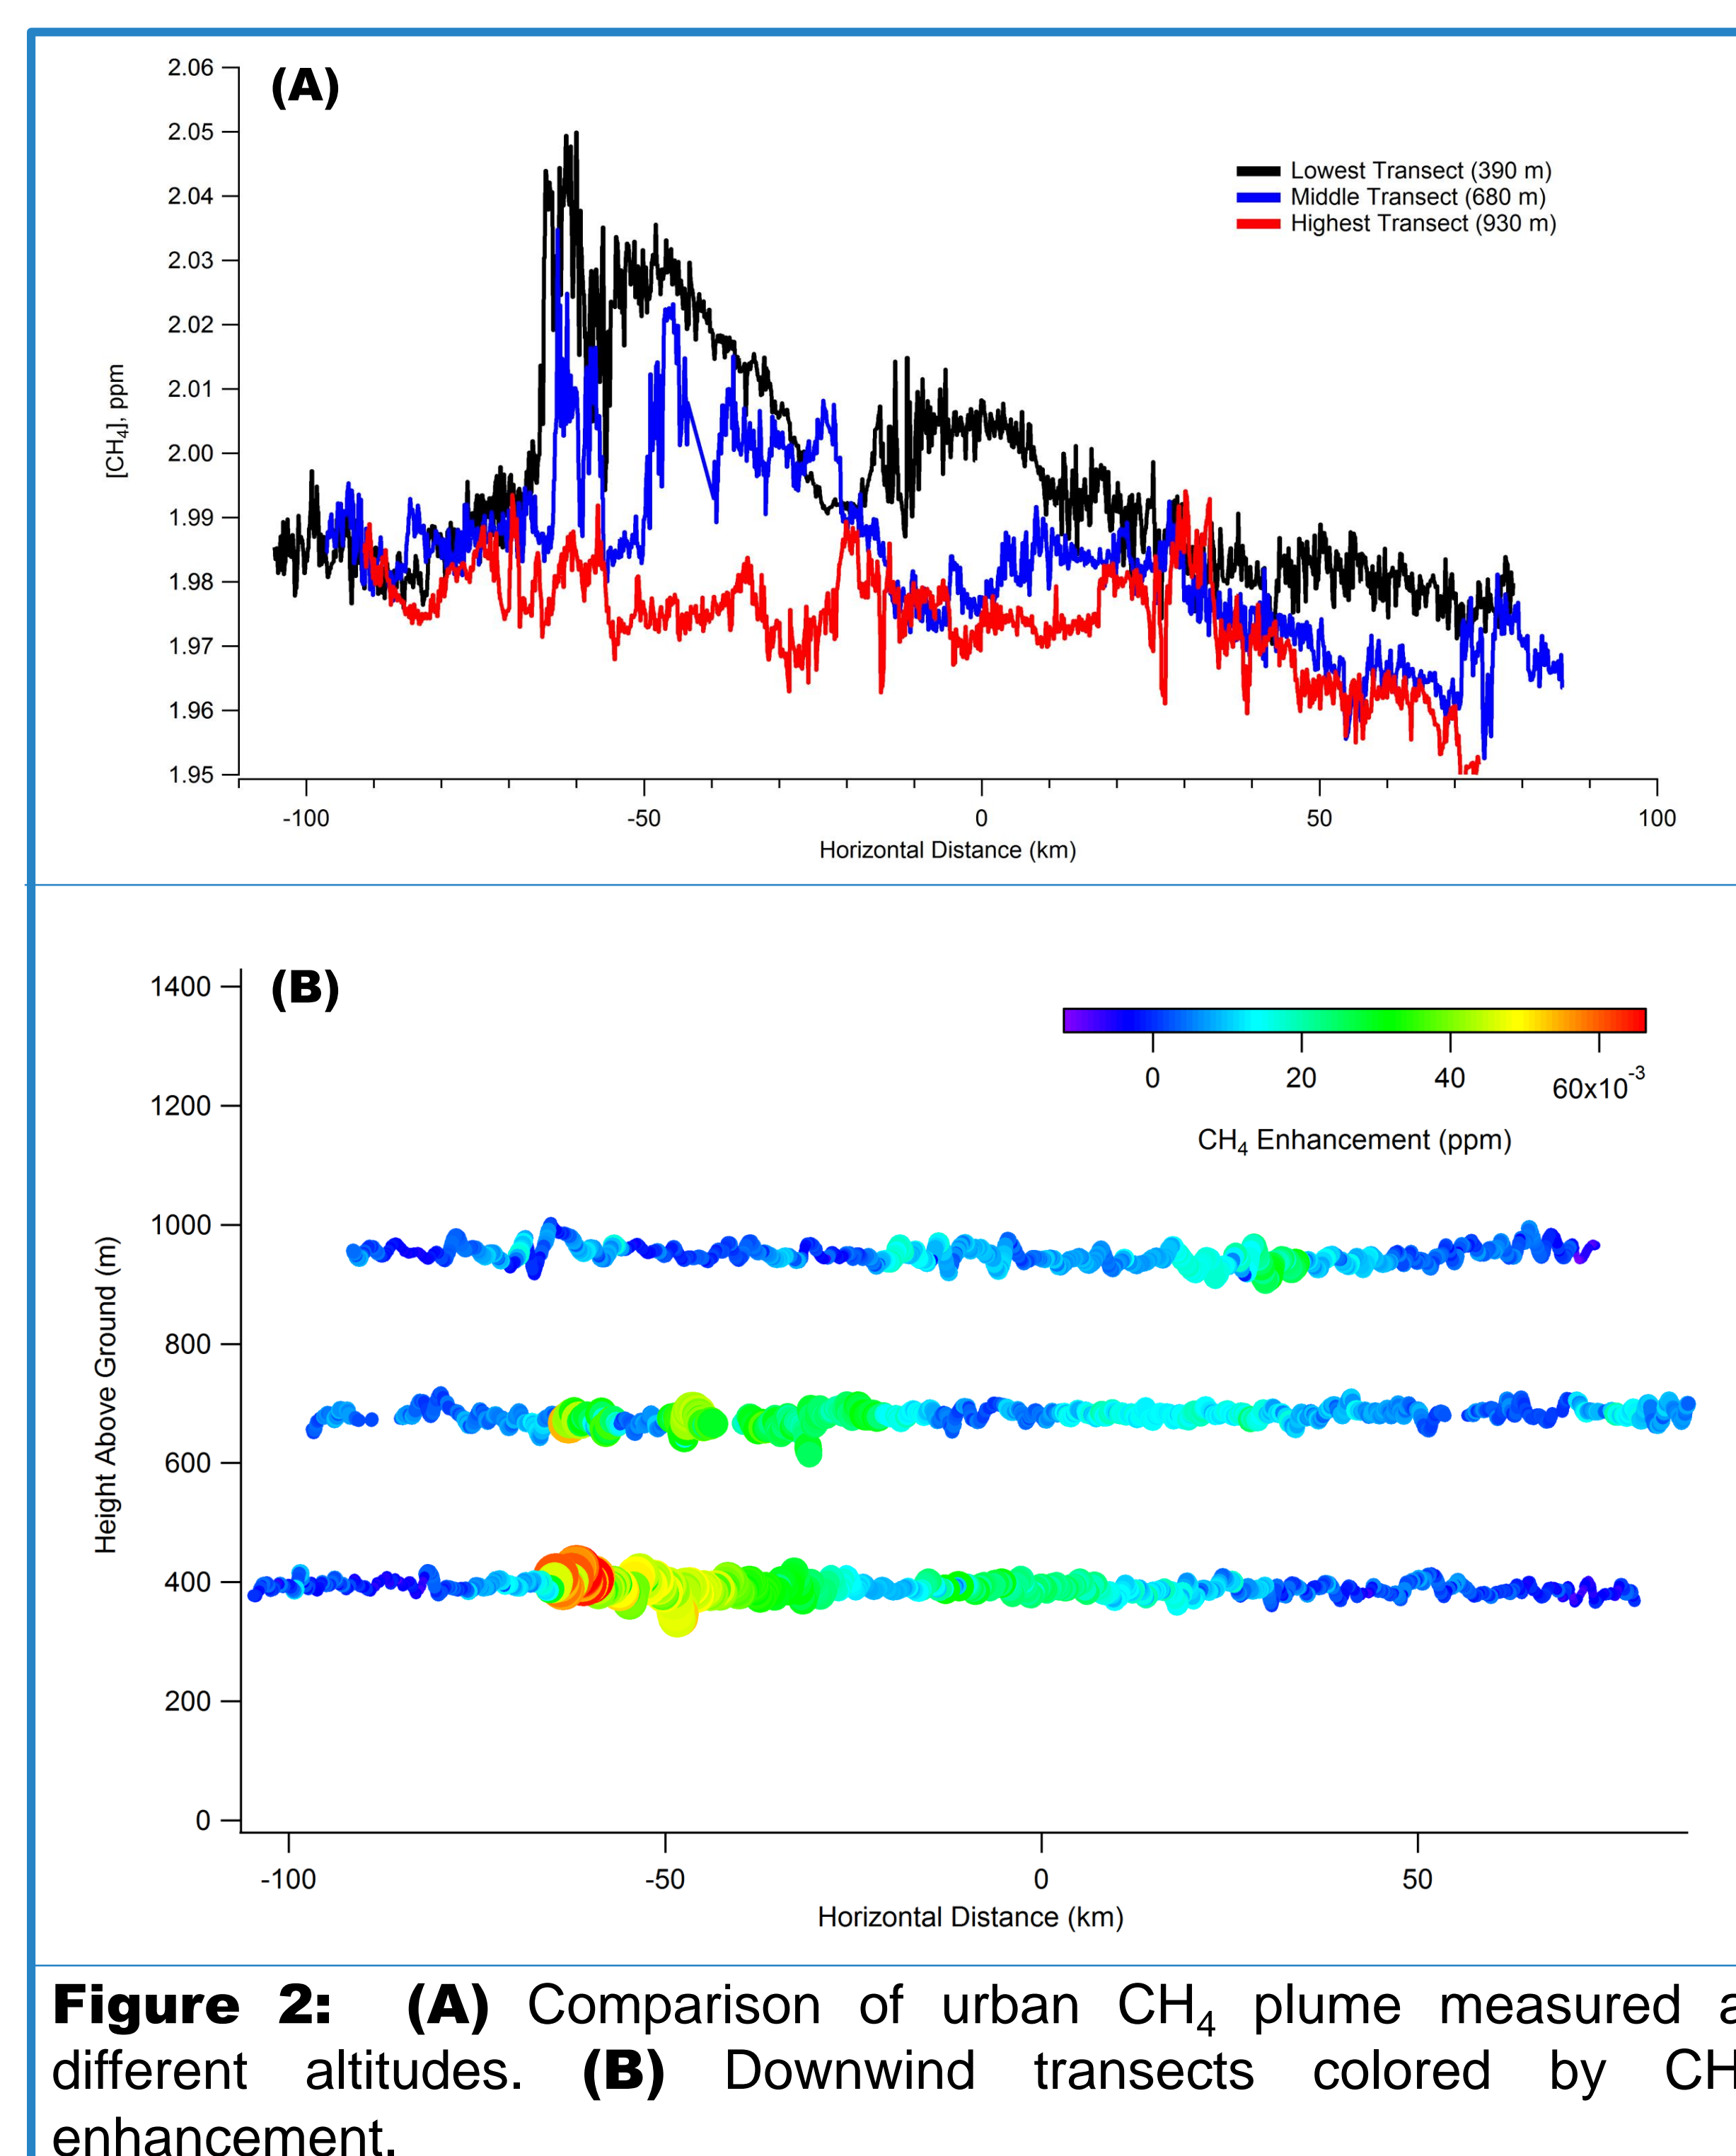 (A)
2.06
2.05
2.04
2.03
2.02
2.01
2.00
1.99
1.98
1.97
1.96
1.95
[CH4], ppm
Lowest Transect (390 m)
Middle Transect (680 m)
Highest Transect (930 m)
-100 -50 0 50 100
Horizontal Distance (km)
(B)
1400
1200
1000
800
600
400
200
0
Height Above Ground (m)
0 20 40 60x10-3
CH4 Enhancement (ppm)
-100 -50 0 50
Horizontal Distance (km)
Figure 2: (A) Comparison of urban CH4 plume measured
different altitudes. (B) Downwind transects colored by CH
enhancement.